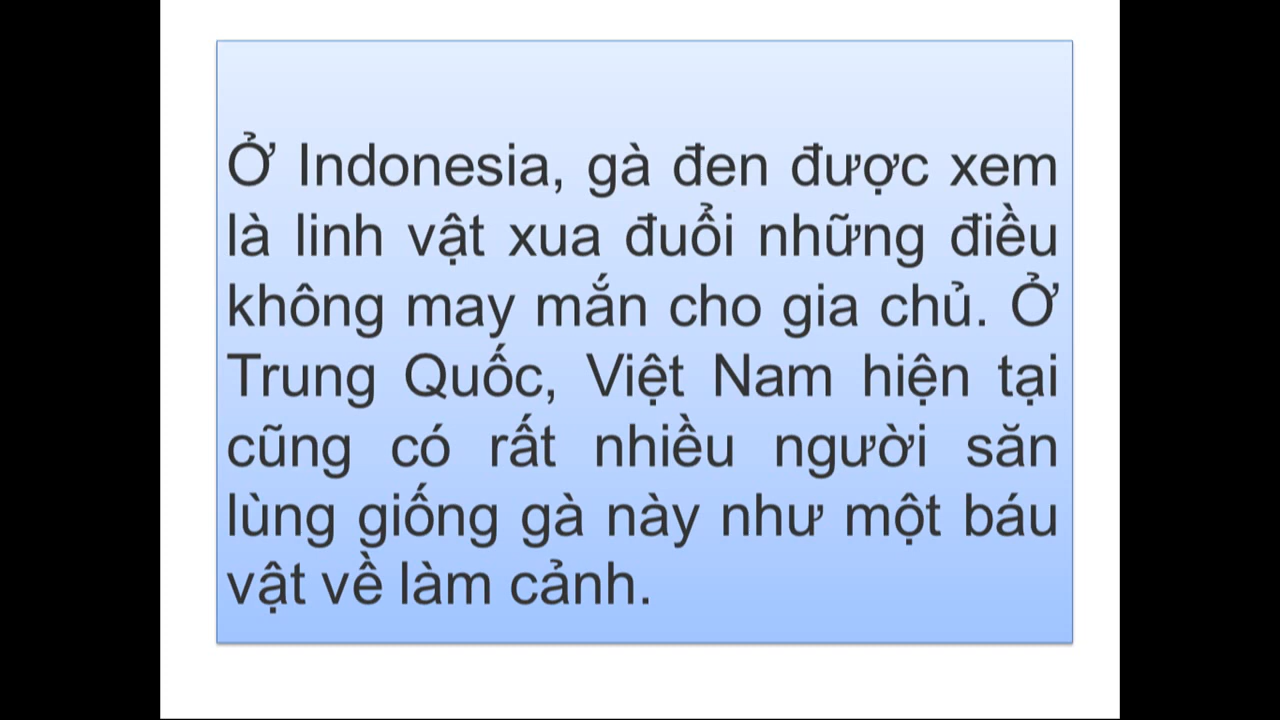 Ở Indonesia, gà đen được xem
là linh vật xua đuổi những điều
không may mắn cho gia chủ. Ở
Trung Quốc, Việt Nam hiện tại
cũng có rất nhiều người săn
lùng giống gà này như một báu
vật về làm cảnh.